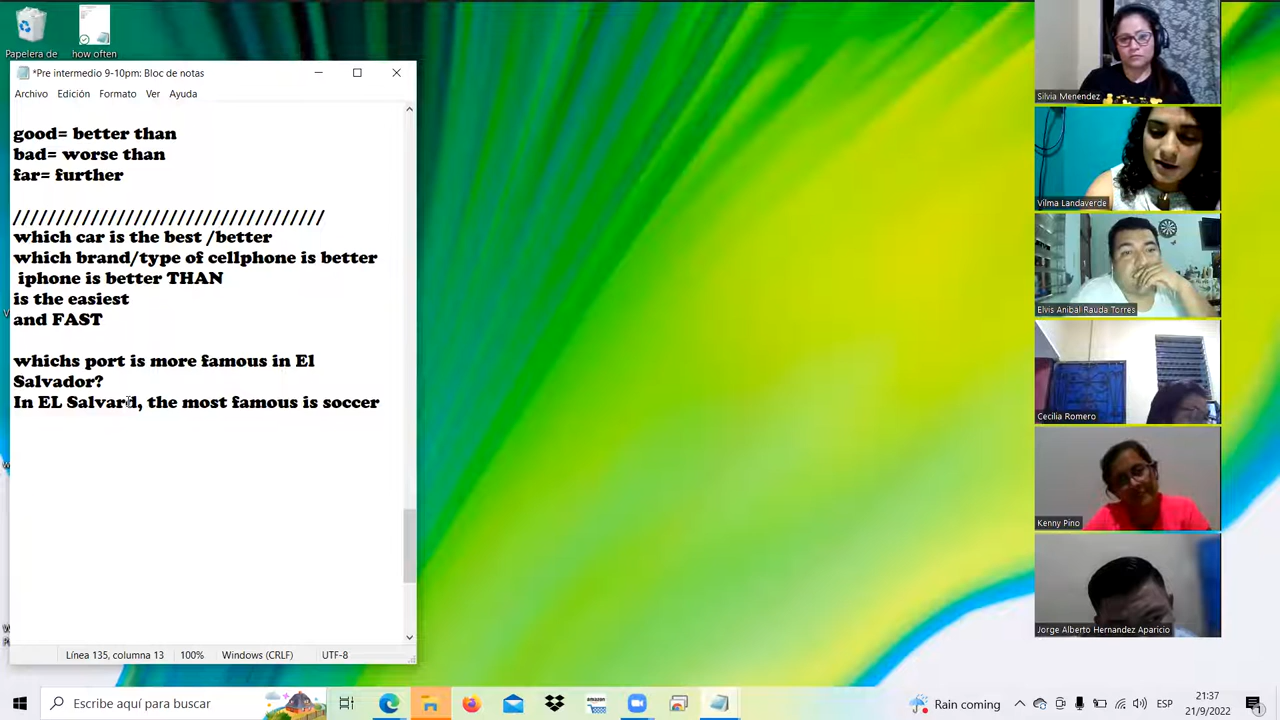 Papelera de
how often
*Pre intermedio 9-10pm: Bloc de notas
Archivo Edición Formato Ver Ayuda
good= better than
bad= worse than
far= further
/////////////////////////////////////
which car is the best /better
which brand/type of cellphone is better
iphone is better THAN
is the easiest
and FAST
whichs port is more famous in El
Salvador?
In EL Salvard, the most famous is soccer
Línea 135, columna 13 100% Windows (CRLF) UTF-8
Silvia Menendez
Vilma Landaverde
Elvis Anibal Rauda Torres
Cecilia Romero
Kenny Pino
Jorge Alberto Hernandez Aparicio
Escribe aquí para buscar
amazon
Rain coming
ESP
21:37
21/9/2022
1